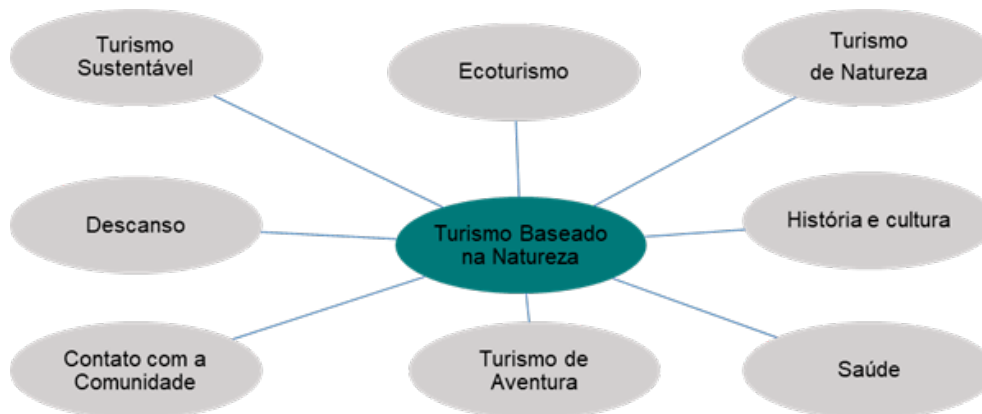 Turismo
Sustentável
Ecoturismo
Turismo
de Natureza
Descanso
Turismo Baseado
na Natureza
História e cultura
Contato com a
Comunidade
Turismo de
Aventura
Saúde